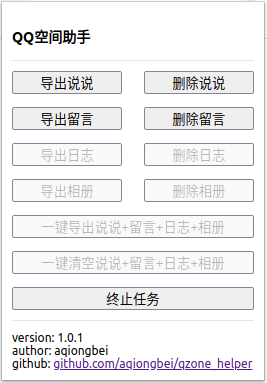 QQ空间助手
导出说说 删除说说
导出留言 删除留言
导出日志 删除日志
导出相册 删除相册
一键导出说说+留言+日志+相册
一键清空说说+留言+日志+相册
终止任务
version: 1.0.1
author: aqiongbei
github: github.com/aqiongbei/qzone_helper